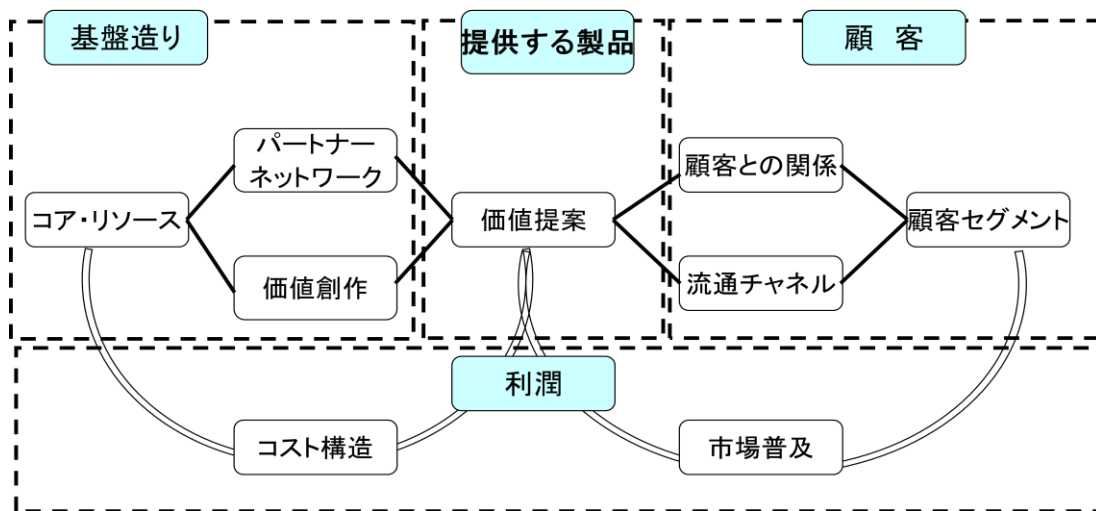 基盤造り
提供する製品
顧　客
パートナー
ネットワーク
顧客との関係
コア・リソース
価値提案
顧客セグメント
価値創作
流通チャネル
利潤
コスト構造
市場普及